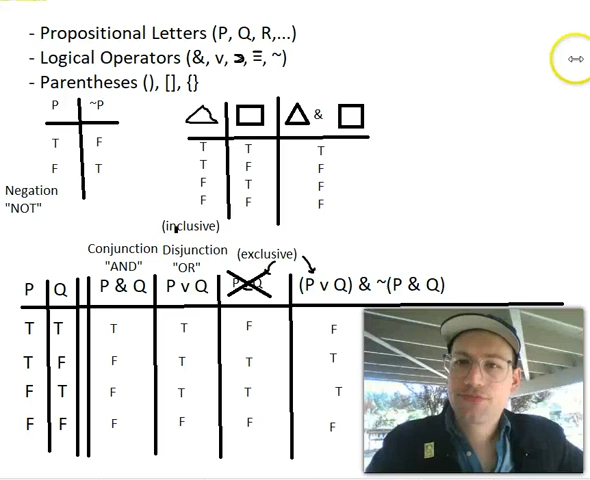 - Propositional Letters (P, Q, R,...)
- Logical Operators (&, v, ⊃, ≡, ~)
- Parentheses (), [], {}
P ~P
T F
F T
Negation
"NOT"
&
T T T
T F F
F T F
F F F
(inclusive)
Conjunction Disjunction (exclusive)
"AND" "OR"
P Q P & Q P v Q (P v Q) & ~(P & Q)
T T T T F F
T F F T T T
F T F T T T
F F F F F F